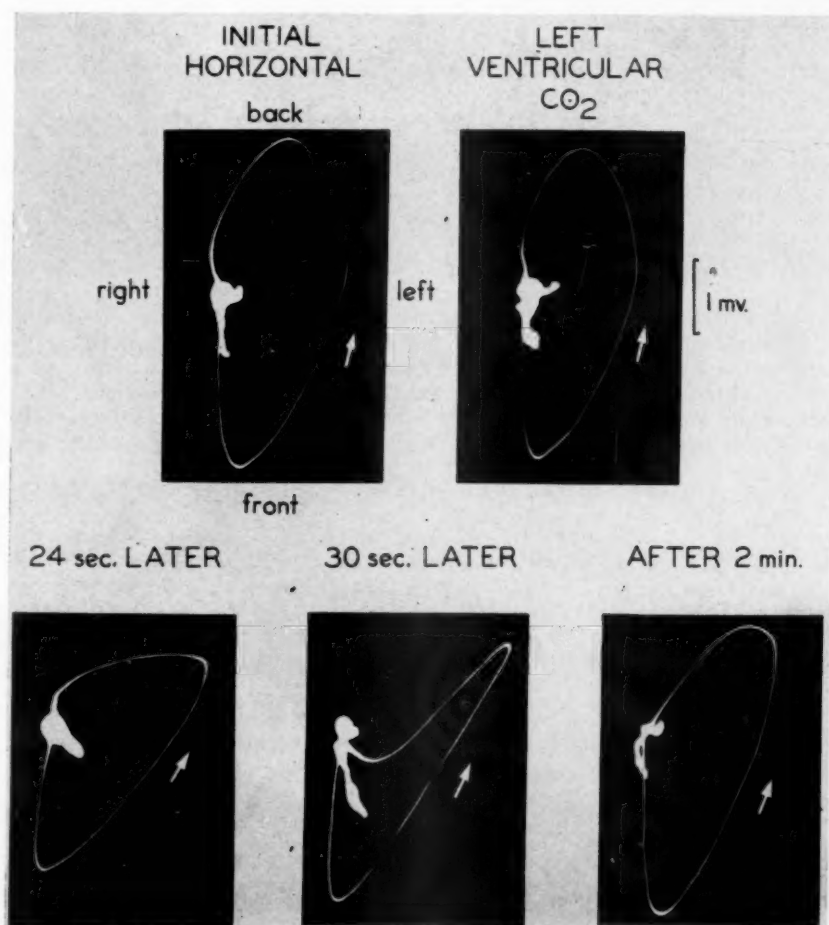 INITIAL
HORIZONTAL
LEFT
VENTRICULAR
CO2
back
right
left
1 mv.
front
24 sec. LATER
30 sec. LATER
AFTER 2 min.